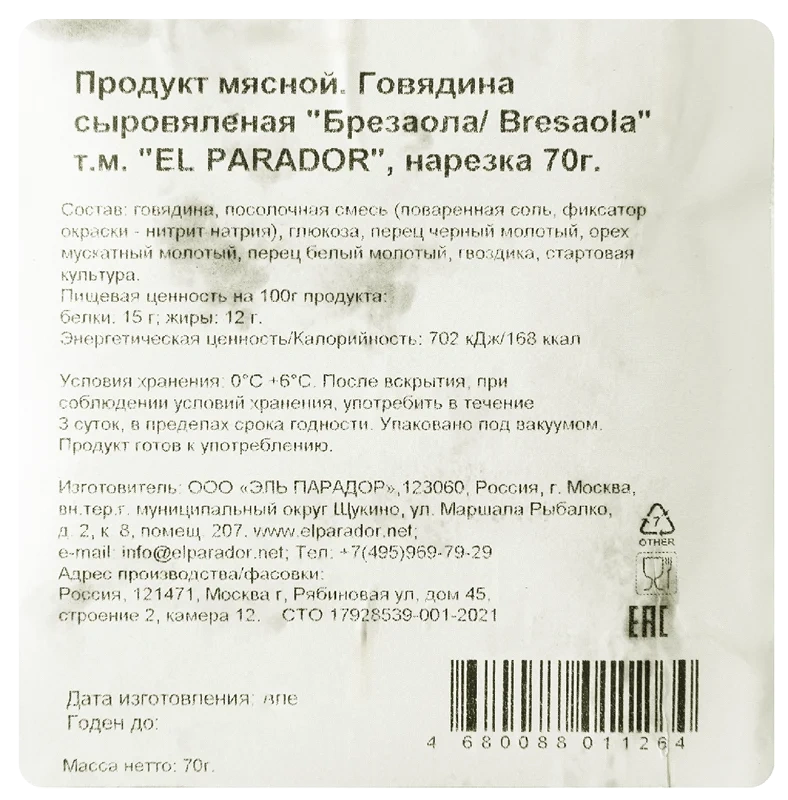 Продукт мясной. Говядина
сыровяленая "Брезаола/ Bresaola"
т.м. "EL PARADOR", нарезка 70г.
Состав: говядина, посолочная смесь (поваренная соль, фиксатор
окраски - нитрит натрия), глюкоза, перец черный молотый, орех
мускатный молотый, перец белый молотый, гвоздика, стартовая
культура.
Пищевая ценность на 100г продукта:
белки. 15 г; жиры: 12 г.
Энергетическая ценность/Калорийность: 702 кДж/168 ккал
Условия хранения: 0°С +6°С. После вскрытия, при
соблюдении условий хранения, употребить в течение
3 суток, в пределах срока годности. Упаковано под вакуумом.
Продукт готов к употреблению.
Изготовитель: ООО «ЭЛЬ ПАРАДОР»,123060, Россия, г. Москва,
вн.тер.г. муниципальный округ Щукино, ул. Маршала Рыбалко,
д. 2, к. 8, помещ. 207. www.elparador.net;
e-mail: info@elparador.net; Тел: +7(495)969-79-29
Адрес производства/фасовки:
Россия, 121471, Москва г, Рябиновая ул, дом 45,
строение 2, камера 12. СТО 17928539-001-2021
7
OTHER
EAC
Дата изготовления:
Годен до:
Масса нетто: 70г.
4 680088 011264